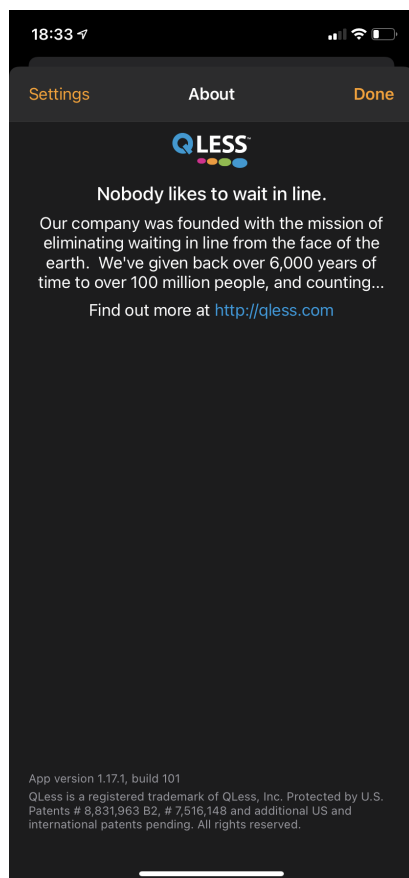 18:33
Settings About Done
QLESS™
Nobody likes to wait in line.
Our company was founded with the mission of
eliminating waiting in line from the face of the
earth.  We've given back over 6,000 years of
time to over 100 million people, and counting...
Find out more at http://qless.com
App version 1.17.1, build 101
QLess is a registered trademark of QLess, Inc. Protected by U.S.
Patents # 8,831,963 B2, # 7,516,148 and additional US and
international patents pending. All rights reserved.